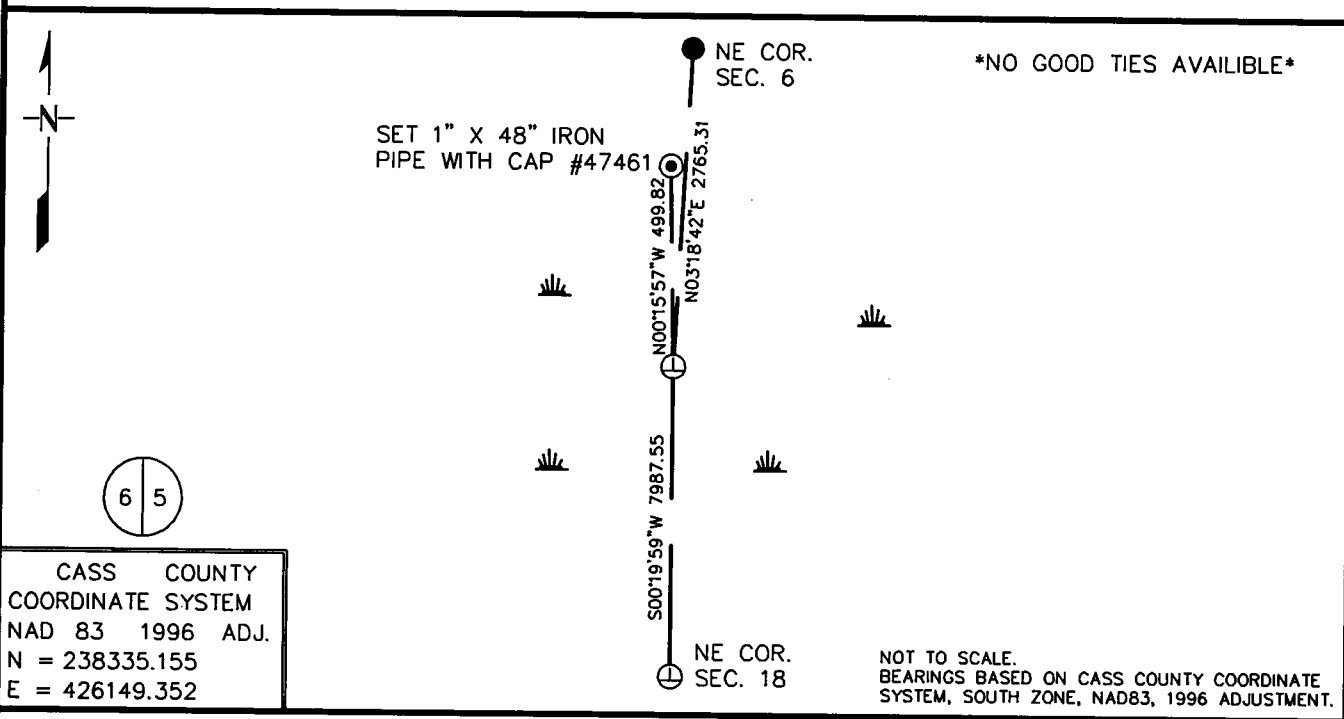 NE COR.
SEC. 6
*NO GOOD TIES AVAILIBLE*
N
SET 1" X 48" IRON
PIPE WITH CAP #47461
N00°15'57"W 499.82
N03°18'42"E 2765.31
S00°19'59"W 7987.55
6 5
CASS COUNTY
COORDINATE SYSTEM
NAD 83 1996 ADJ.
N = 238335.155
E = 426149.352
NE COR.
SEC. 18
NOT TO SCALE.
BEARINGS BASED ON CASS COUNTY COORDINATE
SYSTEM, SOUTH ZONE, NAD83, 1996 ADJUSTMENT.